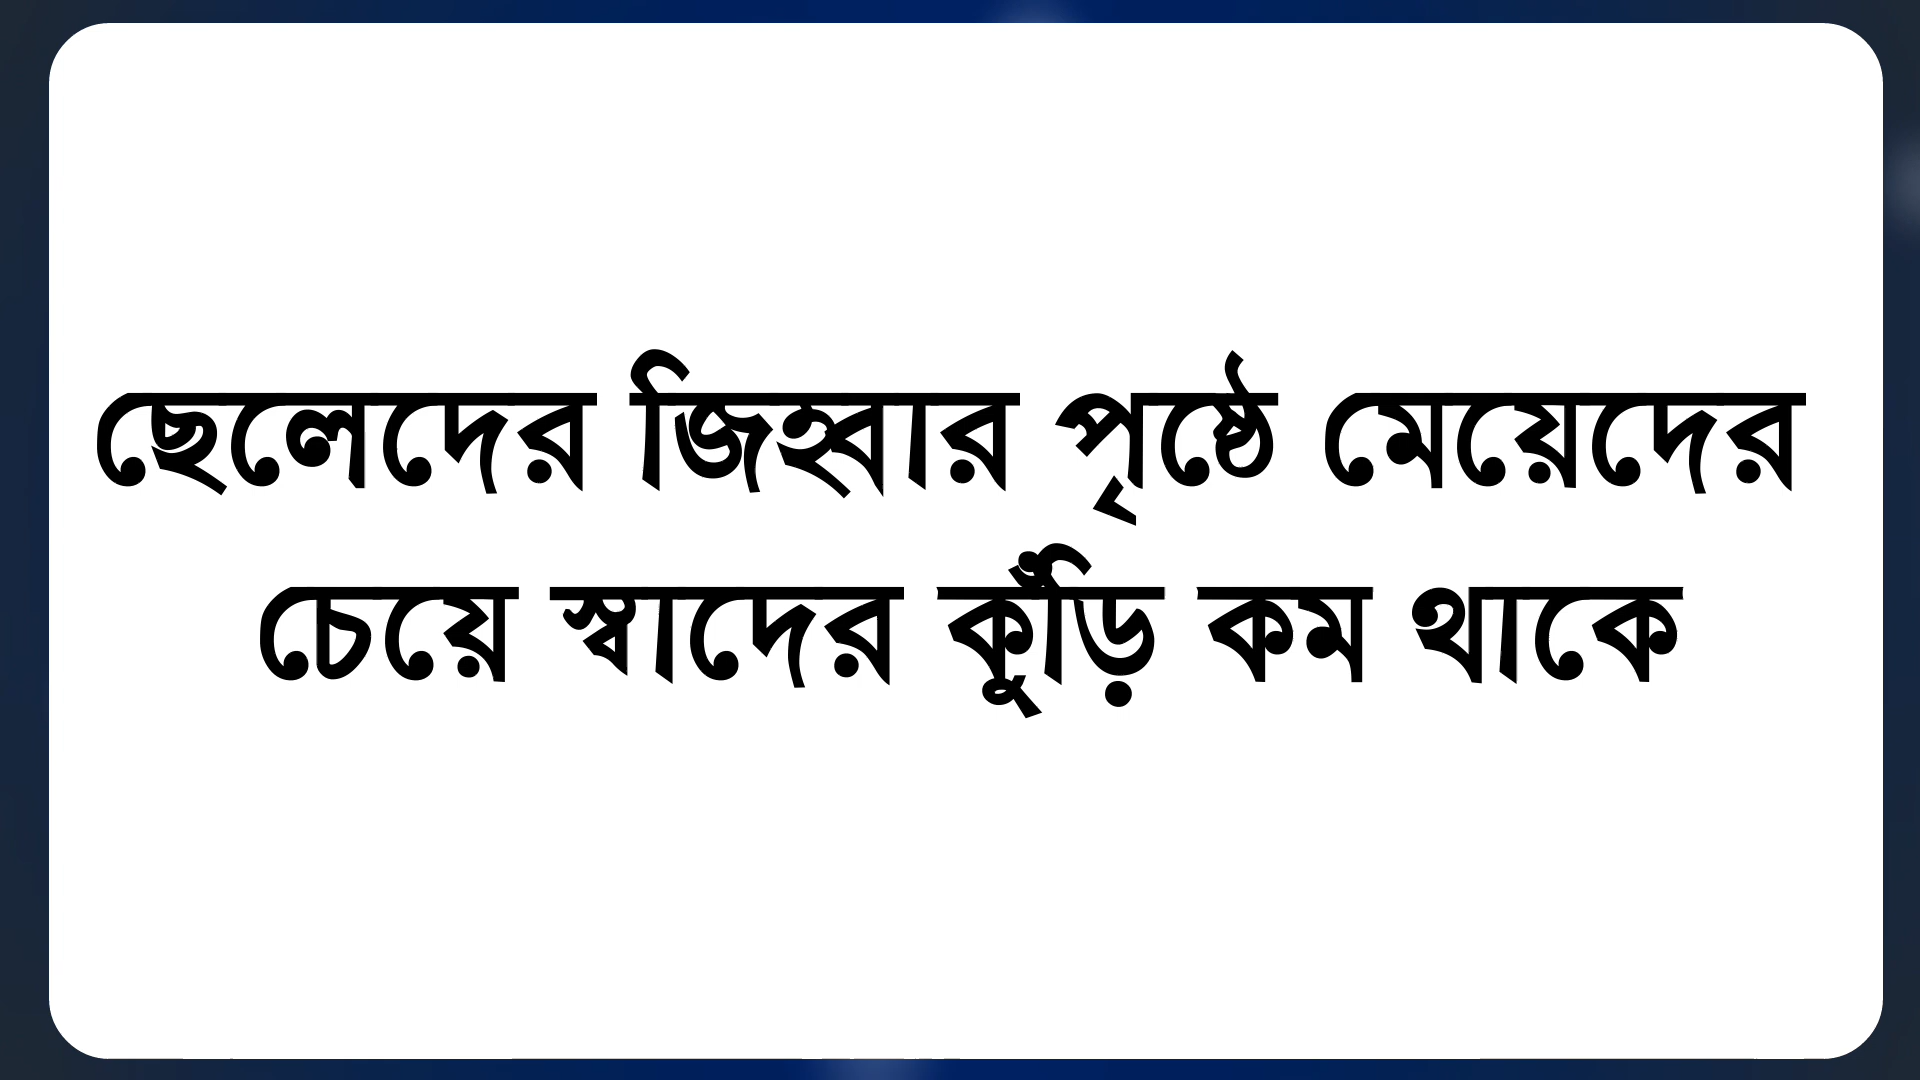 ছেলেদের জিহ্বার পৃষ্ঠে মেয়েদের
চেয়ে স্বাদের কুঁড়ি কম থাকে